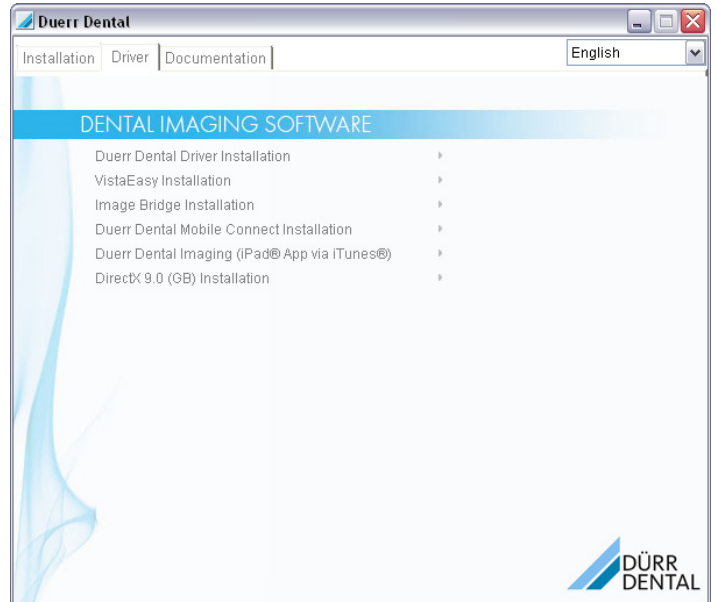 Duerr Dental
Installation Driver Documentation English
DENTAL IMAGING SOFTWARE
Duerr Dental Driver Installation
VistaEasy Installation
Image Bridge Installation
Duerr Dental Mobile Connect Installation
Duerr Dental Imaging (iPad® App via iTunes®)
DirectX 9.0 (GB) Installation
DÜRR
DENTAL